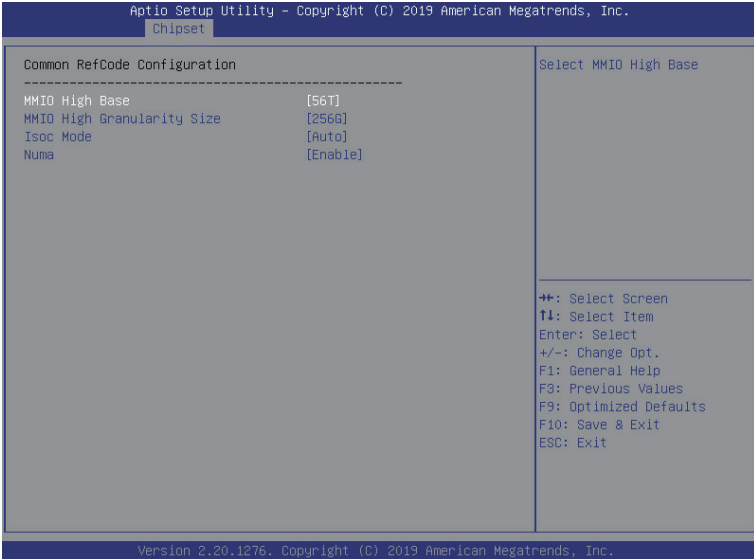 Aptio Setup Utility – Copyright (C) 2019 American Megatrends, Inc.
Chipset
Common RefCode Configuration
--------------------------------------------------
MMIO High Base [56T]
MMIO High Granularity Size [256G]
Isoc Mode [Auto]
Numa [Enable]
Select MMIO High Base
→←: Select Screen
↑↓: Select Item
Enter: Select
+/-: Change Opt.
F1: General Help
F3: Previous Values
F9: Optimized Defaults
F10: Save & Exit
ESC: Exit
Version 2.20.1276. Copyright (C) 2019 American Megatrends, Inc.